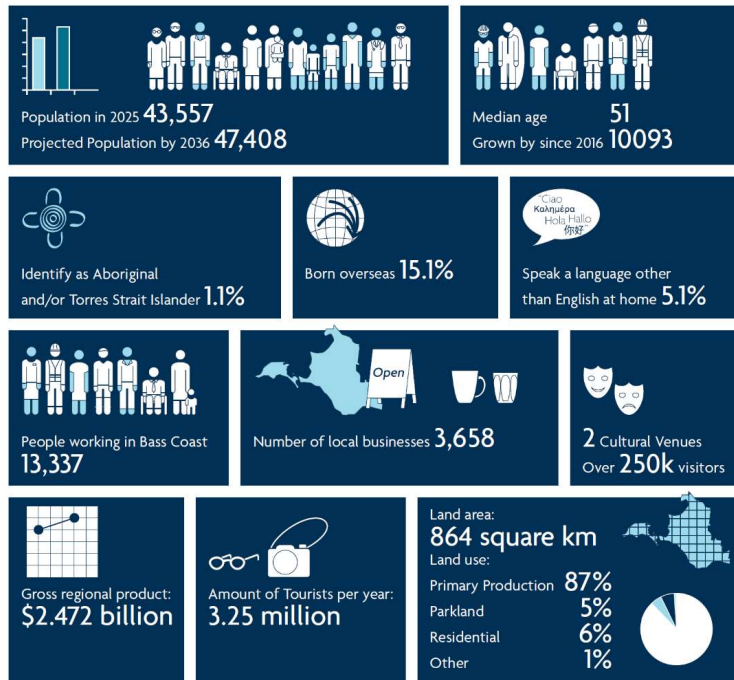 Population in 2025 43,557
Projected Population by 2036 47,408
Median age 51
Grown by since 2016 10093
Identify as Aboriginal
and/or Torres Strait Islander 1.1%
Born overseas 15.1%
"Ciao
Καλημέρα
Hola Hallo
你好"
Speak a language other
than English at home 5.1%
People working in Bass Coast
13,337
Open
Number of local businesses 3,658
2 Cultural Venues
Over 250k visitors
Gross regional product:
$2.472 billion
Amount of Tourists per year:
3.25 million
Land area:
864 square km
Land use:
Primary Production 87%
Parkland 5%
Residential 6%
Other 1%